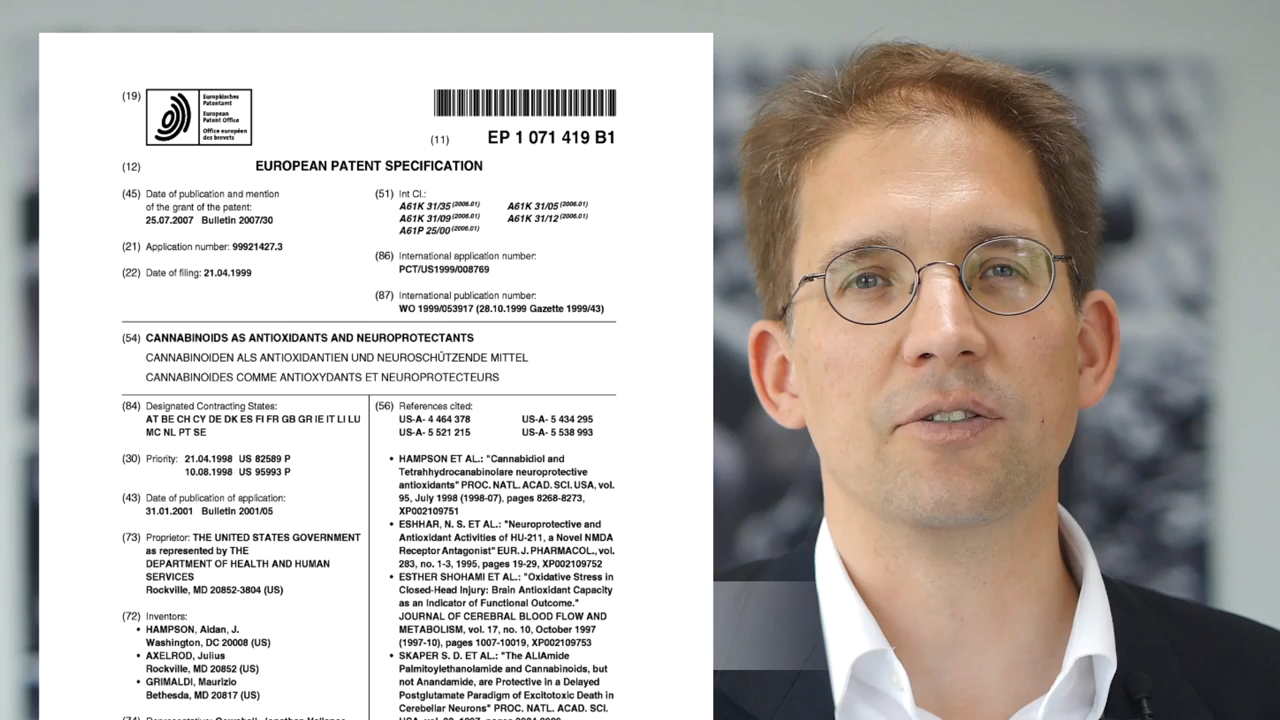 (19)
Europäisches
Patentamt
European
Patent Office
Office européen
des brevets
(11) EP 1 071 419 B1
(12) EUROPEAN PATENT SPECIFICATION
(45) Date of publication and mention
of the grant of the patent:
25.07.2007 Bulletin 2007/30
(21) Application number: 99921427.3
(22) Date of filing: 21.04.1999
(51) Int Cl.:
A61K 31/35 (2006.01) A61K 31/05 (2006.01)
A61K 31/09 (2006.01) A61K 31/12 (2006.01)
A61P 25/00 (2006.01)
(86) International application number:
PCT/US1999/008769
(87) International publication number:
WO 1999/053917 (28.10.1999 Gazette 1999/43)
(54) CANNABINOIDS AS ANTIOXIDANTS AND NEUROPROTECTANTS
CANNABINOIDEN ALS ANTIOXIDANTIEN UND NEUROSCHÜTZENDE MITTEL
CANNABINOIDES COMME ANTIOXYDANTS ET NEUROPROTECTEURS
(84) Designated Contracting States:
AT BE CH CY DE DK ES FI FR GB GR IE IT LI LU
MC NL PT SE
(30) Priority: 21.04.1998 US 82589 P
10.08.1998 US 95993 P
(43) Date of publication of application:
31.01.2001 Bulletin 2001/05
(73) Proprietor: THE UNITED STATES GOVERNMENT
as represented by THE
DEPARTMENT OF HEALTH AND HUMAN
SERVICES
Rockville, MD 20852-3804 (US)
(72) Inventors:
• HAMPSON, Aidan, J.
Washington, DC 20008 (US)
• AXELROD, Julius
Rockville, MD 20852 (US)
• GRIMALDI, Maurizio
Bethesda, MD 20817 (US)
(56) References cited:
US-A- 4 464 378 US-A- 5 434 295
US-A- 5 521 215 US-A- 5 538 993
• HAMPSON ET AL.: "Cannabidiol and
Tetrahhydrocanabinolare neuroprotective
antioxidants" PROC. NATL. ACAD. SCI. USA, vol.
95, July 1998 (1998-07), pages 8268-8273,
XP002109751
• ESHHAR, N. S. ET AL.: "Neuroprotective and
Antioxidant Activities of HU-211, a Novel NMDA
Receptor Antagonist" EUR. J. PHARMACOL., vol.
283, no. 1-3, 1995, pages 19-29, XP002109752
• ESTHER SHOHAMI ET AL.: "Oxidative Stress in
Closed-Head Injury: Brain Antioxidant Capacity
as an Indicator of Functional Outcome."
JOURNAL OF CEREBRAL BLOOD FLOW AND
METABOLISM, vol. 17, no. 10, October 1997
(1997-10), pages 1007-10019, XP002109753
• SKAPER S. D. ET AL.: "The ALIAmide
Palmitoylethanolamide and Cannabinoids, but
not Anandamide, are Protective in a Delayed
Postglutamate Paradigm of Excitotoxic Death in
Cerebellar Neurons" PROC. NATL. ACAD. SCI.